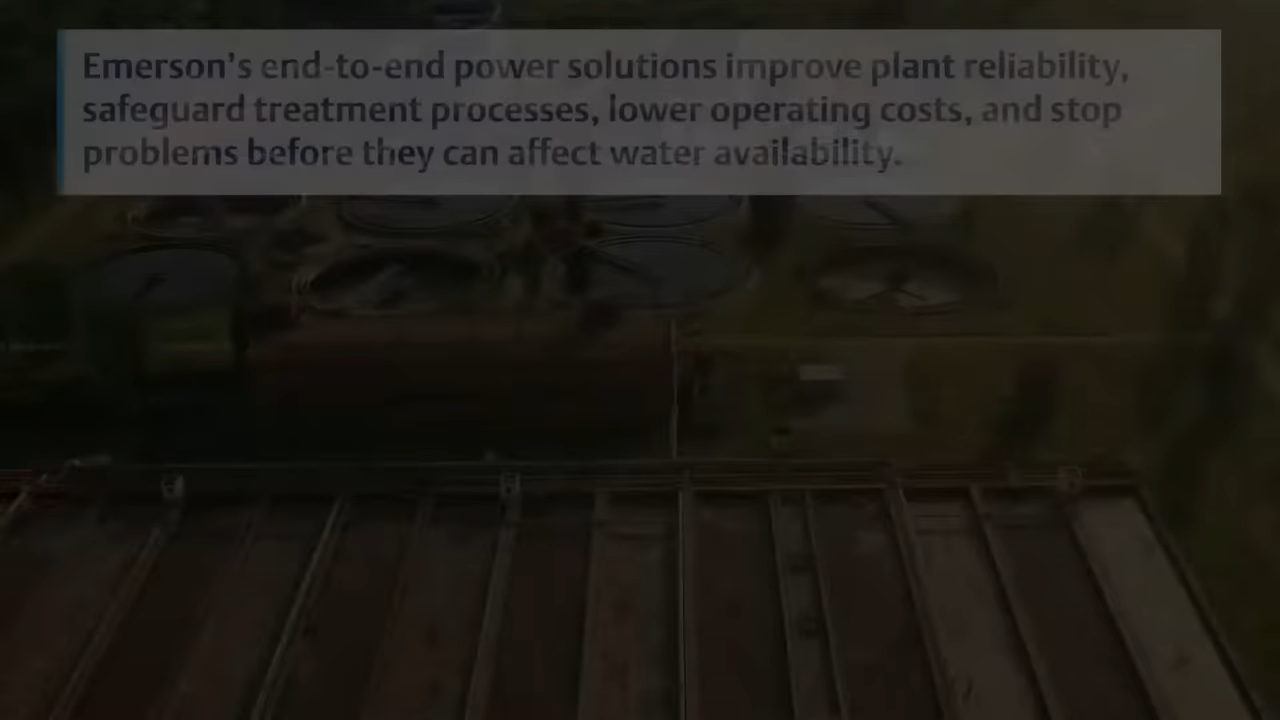 Emerson’s end-to-end power solutions improve plant reliability,
safeguard treatment processes, lower operating costs, and stop
problems before they can affect water availability.